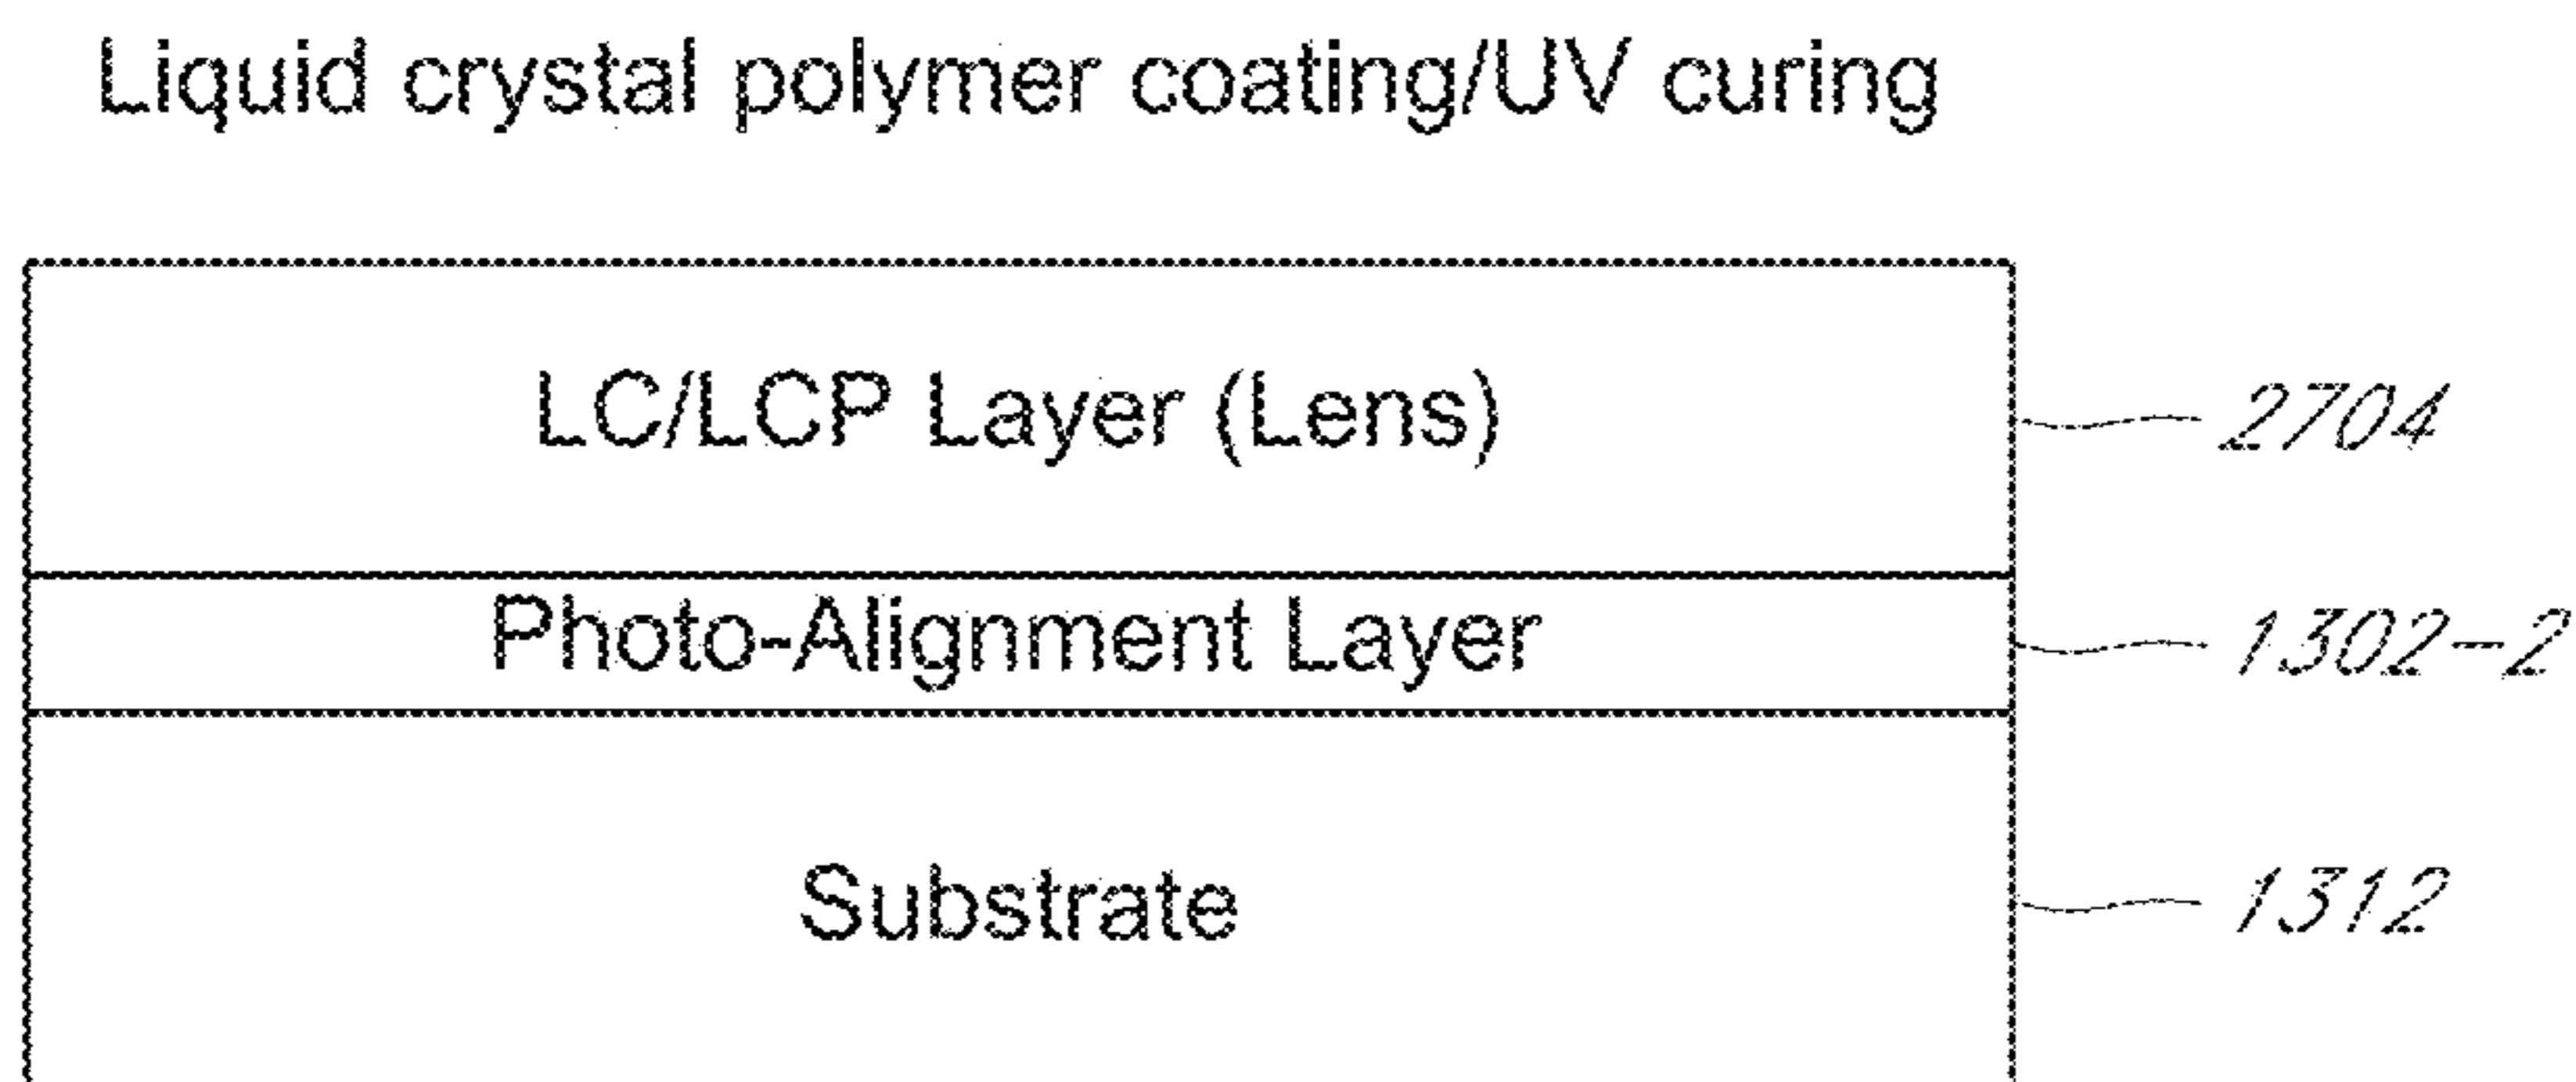 Liquid crystal polymer coating/UV curing
LC/LCP Layer (Lens)
2704
Photo-Alignment Layer
1302-2
Substrate
1312